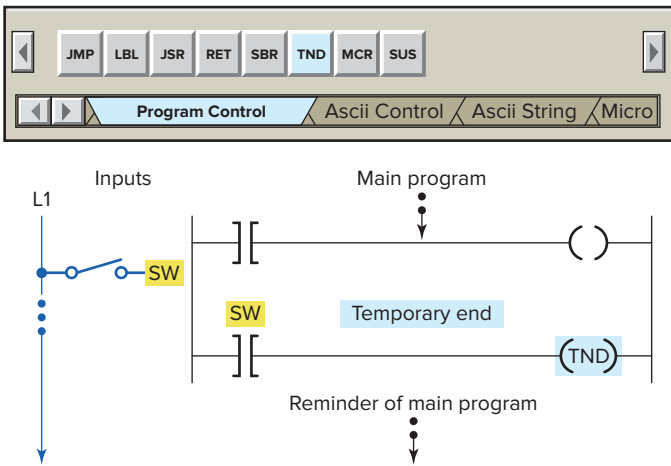 JMP LBL JSR RET SBR TND MCR SUS
Program Control Ascii Control Ascii String Micro
Inputs Main program
L1
SW
SW Temporary end
TND
Reminder of main program